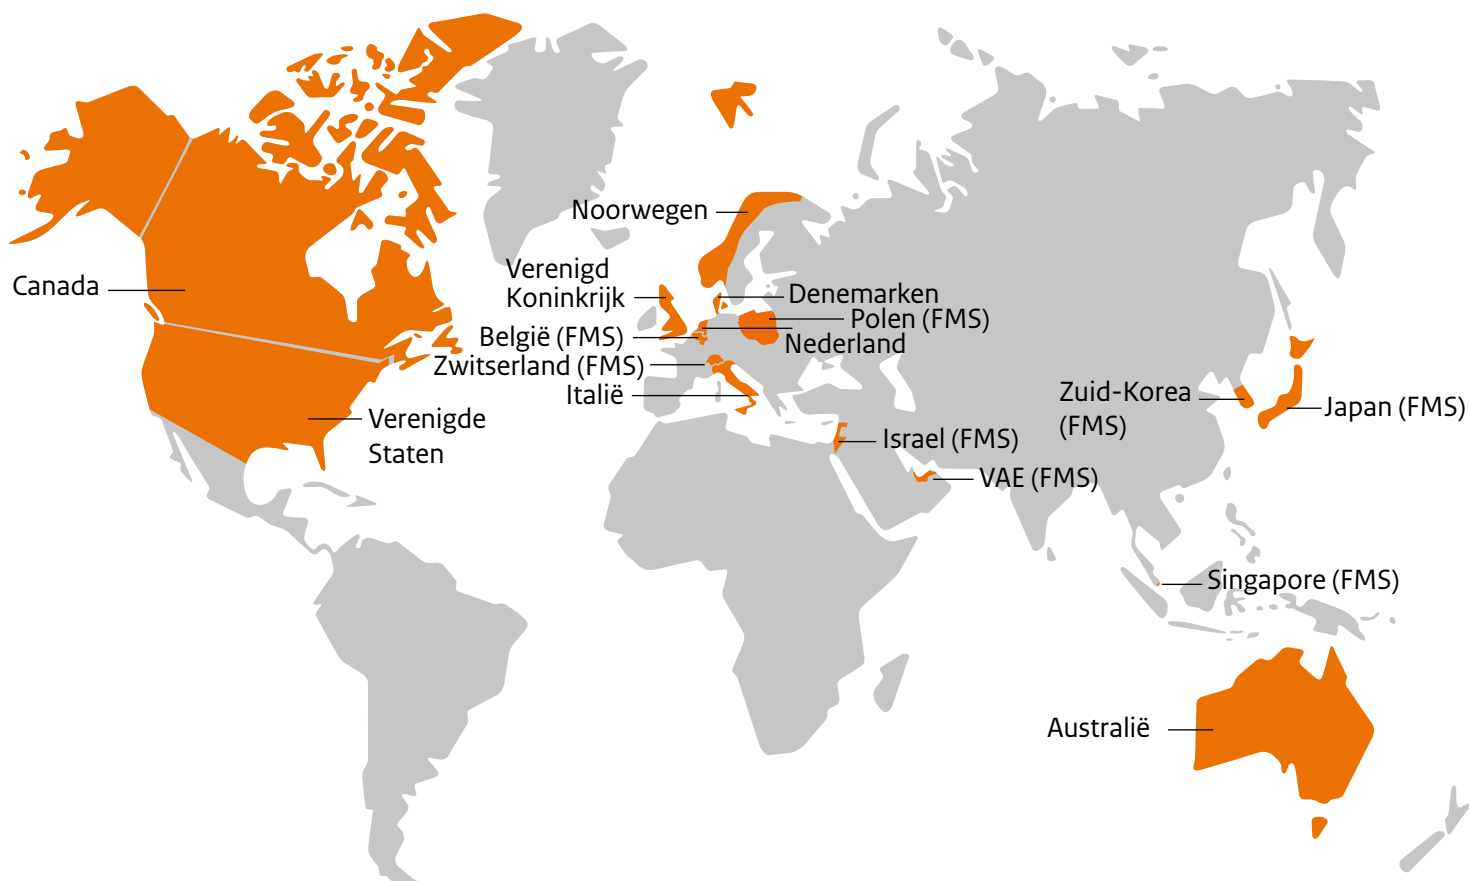 Noorwegen
Verenigd
Koninkrijk
Canada
Denemarken
Polen (FMS)
België (FMS)
Nederland
Zwitserland (FMS)
Italië
Zuid-Korea
(FMS)
Japan (FMS)
Verenigde
Staten
Israel (FMS)
VAE (FMS)
Singapore (FMS)
Australië